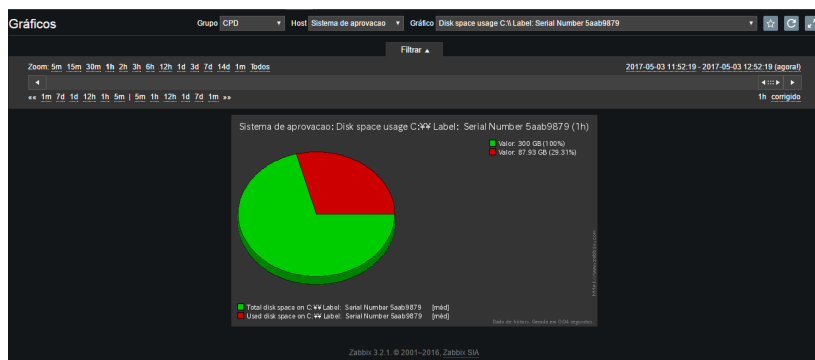 Gráficos Grupo CPD Host Sistema de aprovacao Gráfico Disk space usage C:\\ Label: Serial Number 5aab9879
Filtrar
Zoom: 5m 15m 30m 1h 2h 3h 6h 12h 1d 3d 7d 14d 1m Todos 2017-05-03 11:52:19 - 2017-05-03 12:52:19 (agora!)
«« 1m 7d 1d 12h 1h 5m | 5m 1h 12h 1d 7d 1m »» 1h corrigido
Sistema de aprovacao: Disk space usage C:¥¥ Label: Serial Number 5aab9879 (1h)
Valor: 300 GB (100%)
Valor: 87.93 GB (29.31%)
Total disk space on C:¥¥ Label: Serial Number 5aab9879 [méd]
Used disk space on C:¥¥ Label: Serial Number 5aab9879 [méd]
Zabbix 3.2.1. © 2001–2016, Zabbix SIA